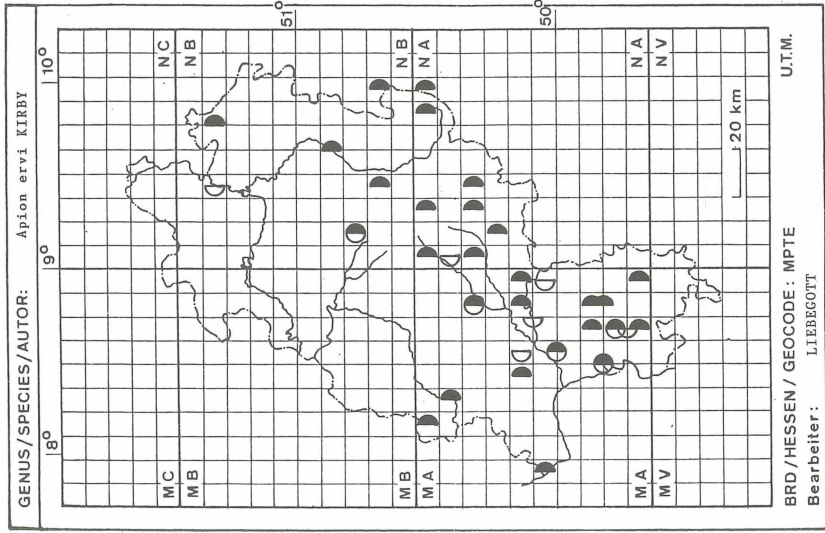 GENUS/SPECIES/AUTOR: Apion ervi KIRBY
8° 9° 10°
MC NC
MB NB
51°
MB NB
MA NA
50°
MA NA
MV NV
20 km
BRD/HESSEN/GEOCODE: MPTE U.T.M.
Bearbeiter: LIEBEGOTT